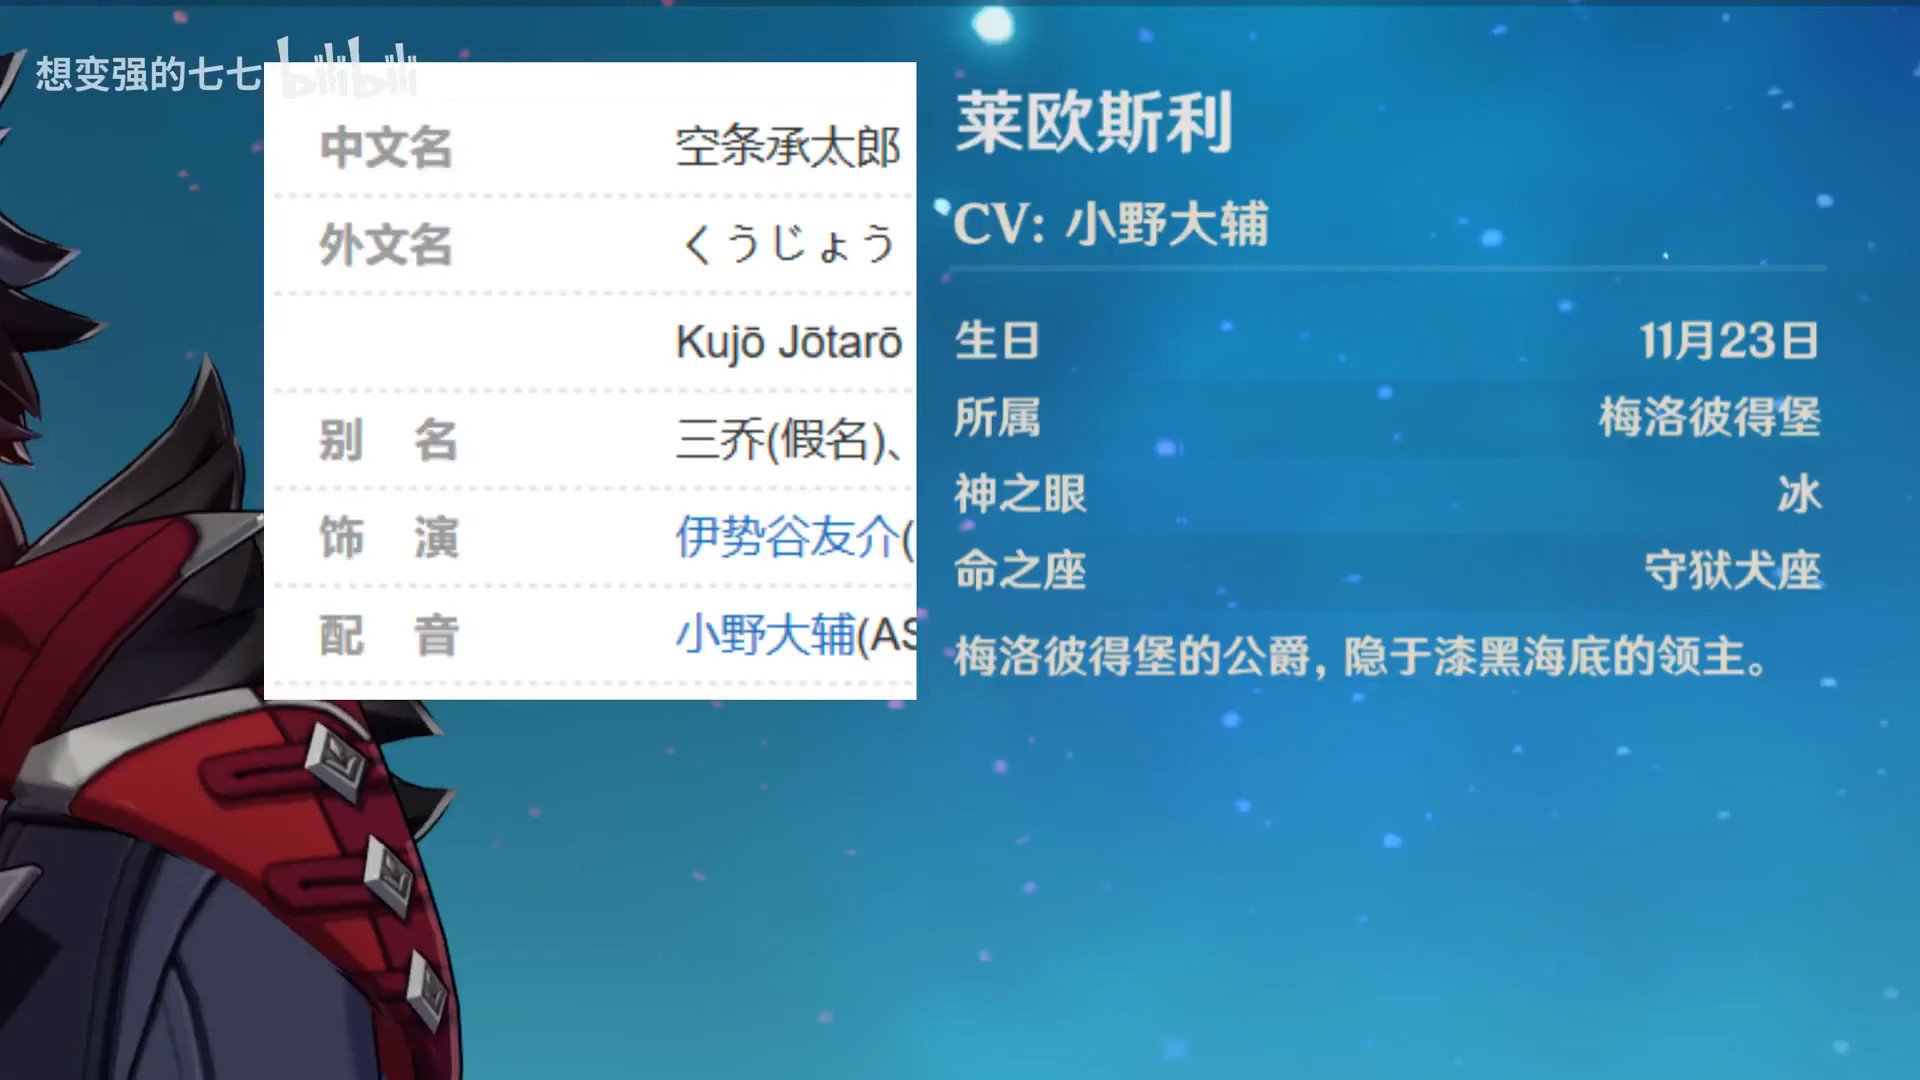 想变强的七七 bilibili
中文名 空条承太郎
外文名 くうじょう
Kujō Jōtarō
别 名 三乔(假名)、
饰 演 伊势谷友介(
配 音 小野大辅(AS
莱欧斯利
CV: 小野大辅
生日 11月23日
所属 梅洛彼得堡
神之眼 冰
命之座 守狱犬座
梅洛彼得堡的公爵，隐于漆黑海底的领主。